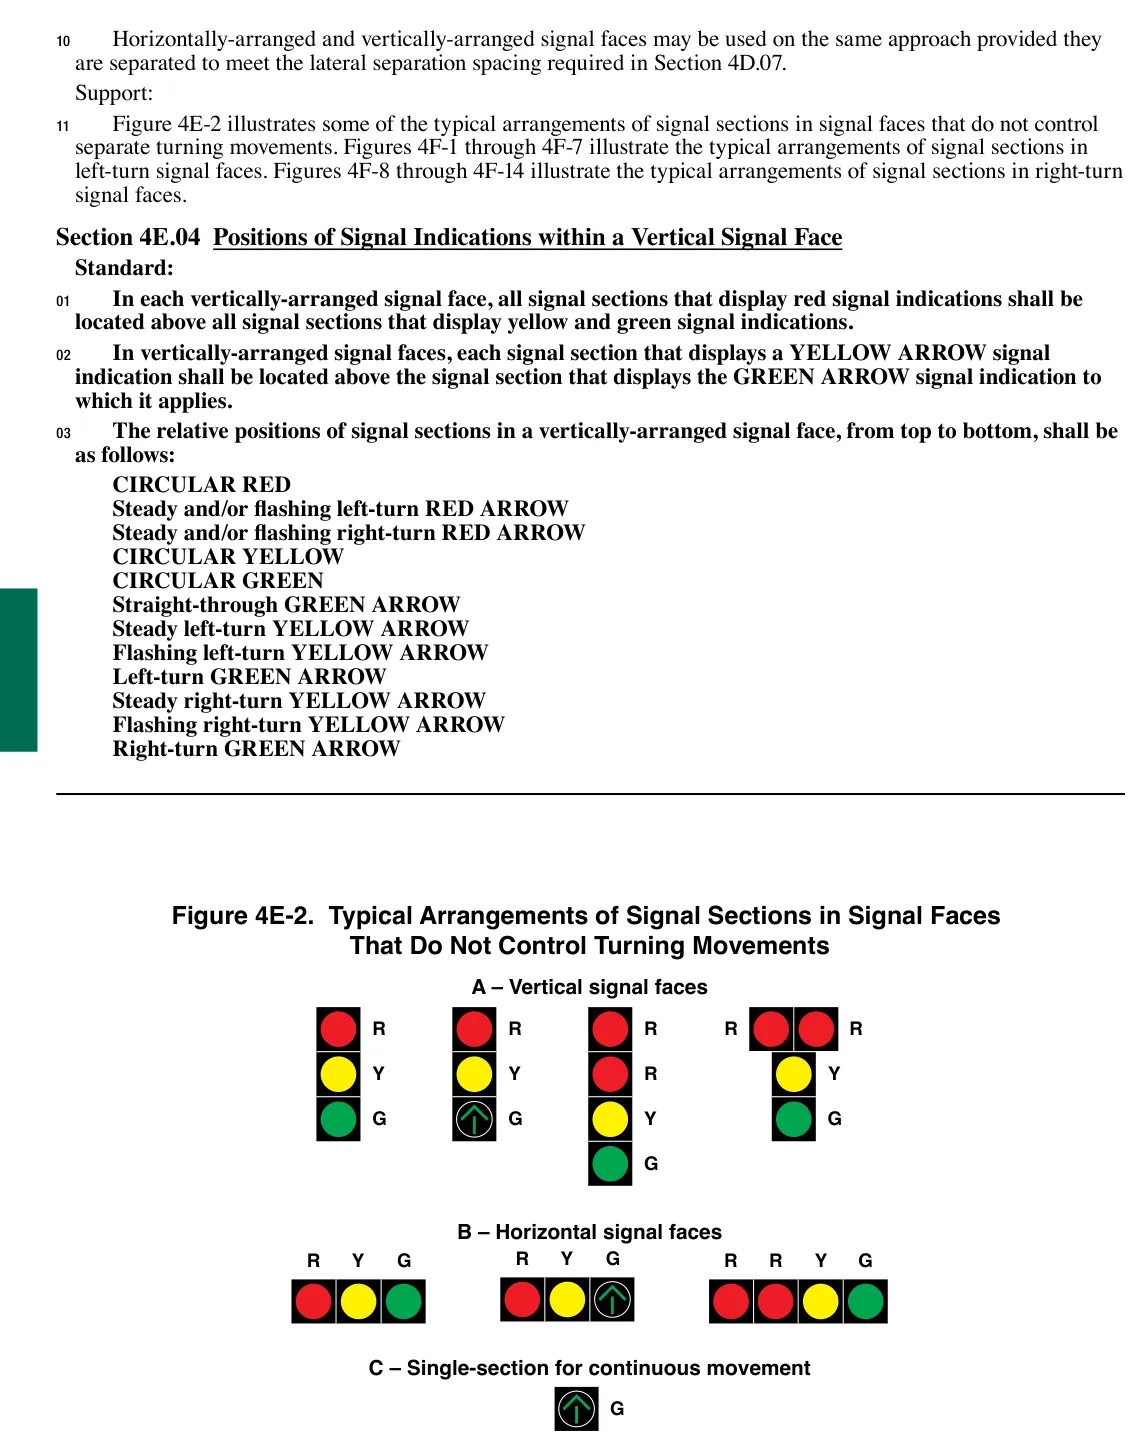 10 Horizontally-arranged and vertically-arranged signal faces may be used on the same approach provided they
are separated to meet the lateral separation spacing required in Section 4D.07.
Support:
11 Figure 4E-2 illustrates some of the typical arrangements of signal sections in signal faces that do not control
separate turning movements. Figures 4F-1 through 4F-7 illustrate the typical arrangements of signal sections in
left-turn signal faces. Figures 4F-8 through 4F-14 illustrate the typical arrangements of signal sections in right-turn
signal faces.
Section 4E.04 Positions of Signal Indications within a Vertical Signal Face
Standard:
01 In each vertically-arranged signal face, all signal sections that display red signal indications shall be
located above all signal sections that display yellow and green signal indications.
02 In vertically-arranged signal faces, each signal section that displays a YELLOW ARROW signal
indication shall be located above the signal section that displays the GREEN ARROW signal indication to
which it applies.
03 The relative positions of signal sections in a vertically-arranged signal face, from top to bottom, shall be
as follows:
CIRCULAR RED
Steady and/or flashing left-turn RED ARROW
Steady and/or flashing right-turn RED ARROW
CIRCULAR YELLOW
CIRCULAR GREEN
Straight-through GREEN ARROW
Steady left-turn YELLOW ARROW
Flashing left-turn YELLOW ARROW
Left-turn GREEN ARROW
Steady right-turn YELLOW ARROW
Flashing right-turn YELLOW ARROW
Right-turn GREEN ARROW
Figure 4E-2. Typical Arrangements of Signal Sections in Signal Faces
That Do Not Control Turning Movements
A – Vertical signal faces
R R R R R
Y Y R Y
G G Y G
G
B – Horizontal signal faces
R Y G R Y G R R Y G
C – Single-section for continuous movement
G